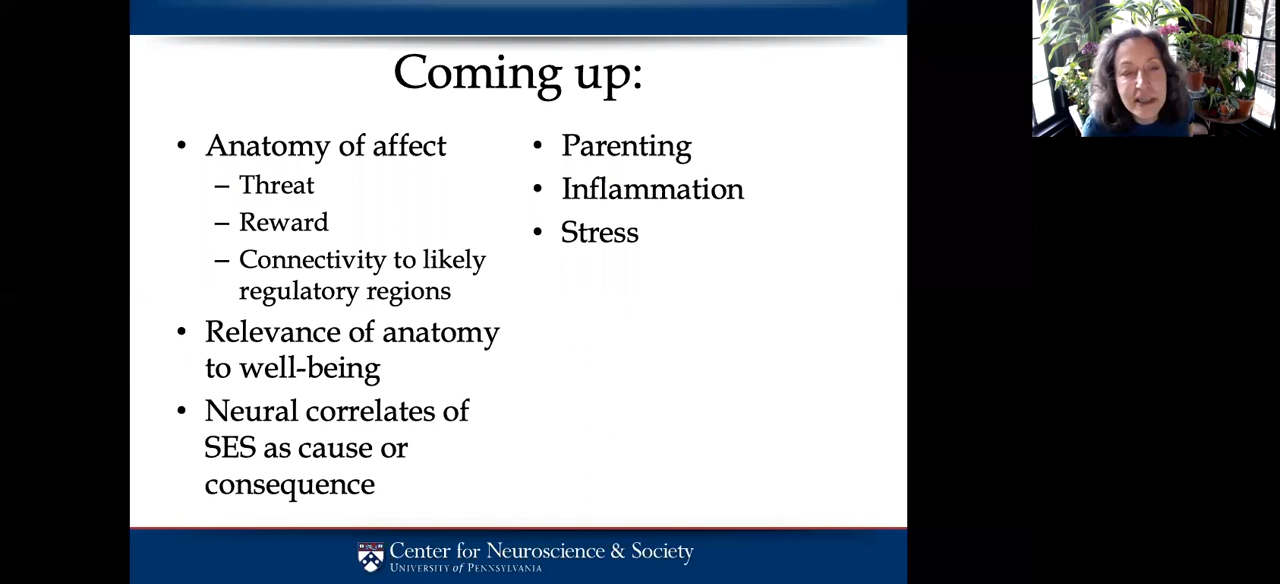 Coming up:
• Anatomy of affect
– Threat
– Reward
– Connectivity to likely
regulatory regions
• Relevance of anatomy
to well-being
• Neural correlates of
SES as cause or
consequence
• Parenting
• Inflammation
• Stress
Center for Neuroscience & Society
UNIVERSITY of PENNSYLVANIA